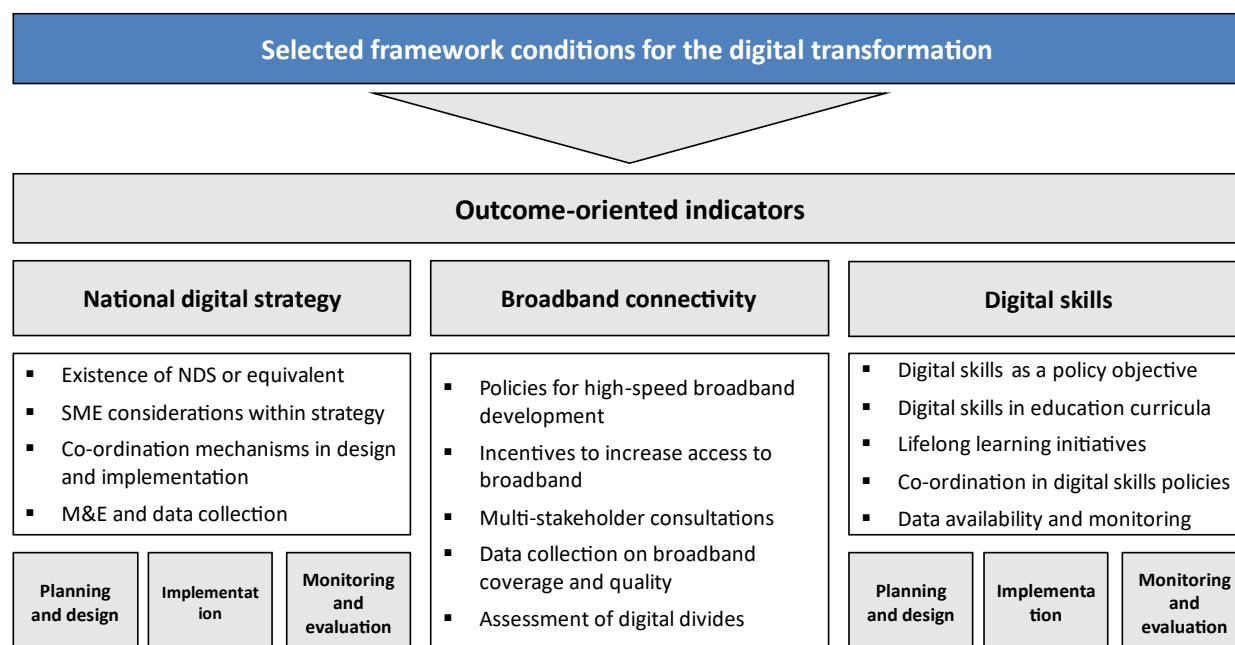 Selected framework conditions for the digital transformation
Outcome-oriented indicators
National digital strategy
▪ Existence of NDS or equivalent
▪ SME considerations within strategy
▪ Co-ordination mechanisms in design
and implementation
▪ M&E and data collection
Planning
and design
Implementat
ion
Monitoring
and
evaluation
Broadband connectivity
▪ Policies for high-speed broadband
development
▪ Incentives to increase access to
broadband
▪ Multi-stakeholder consultations
▪ Data collection on broadband
coverage and quality
▪ Assessment of digital divides
Digital skills
▪ Digital skills as a policy objective
▪ Digital skills in education curricula
▪ Lifelong learning initiatives
▪ Co-ordination in digital skills policies
▪ Data availability and monitoring
Planning
and design
Implementa
tion
Monitoring
and
evaluation